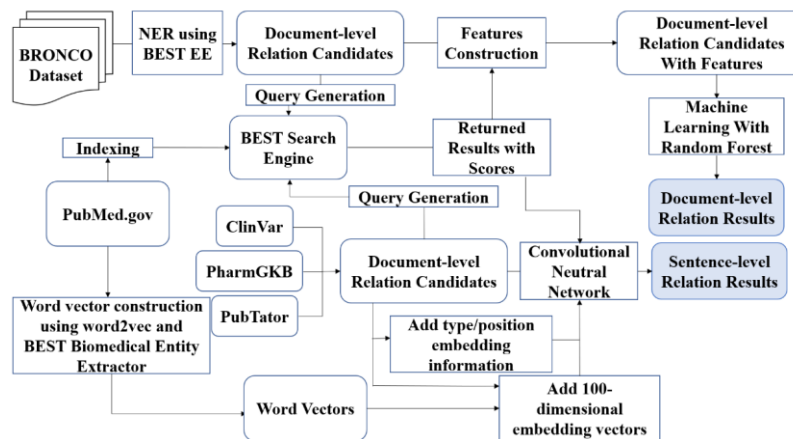 BRONCO
Dataset
NER using
BEST EE
Document-level
Relation Candidates
Features
Construction
Document-level
Relation Candidates
With Features
Query Generation
Machine
Learning With
Random Forest
Indexing
BEST Search
Engine
Returned
Results with
Scores
Query Generation
Document-level
Relation Results
PubMed.gov
ClinVar
PharmGKB
PubTator
Document-level
Relation Candidates
Convolutional
Neutral
Network
Sentence-level
Relation Results
Word vector construction
using word2vec and
BEST Biomedical Entity
Extractor
Add type/position
embedding
information
Word Vectors
Add 100-
dimensional
embedding vectors